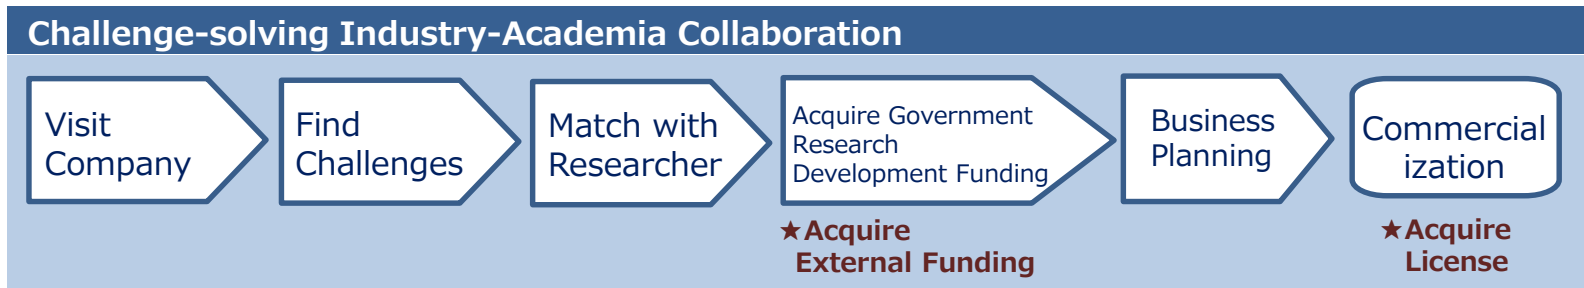 Challenge-solving Industry-Academia Collaboration
Visit
Company
Find
Challenges
Match with
Researcher
Acquire Government
Research
Development Funding
Business
Planning
Commercial
ization
★Acquire
External Funding
★Acquire
License